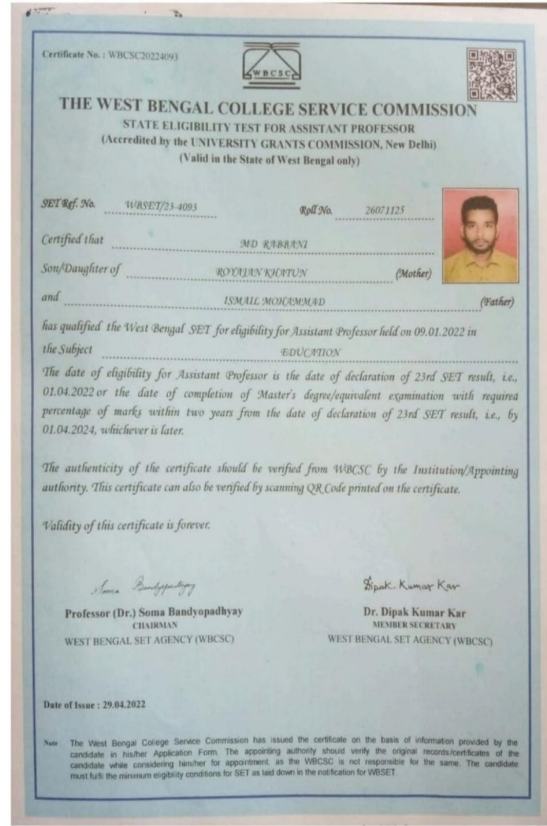 Certificate No. : WBCSC20224093
WBCSC
THE WEST BENGAL COLLEGE SERVICE COMMISSION
STATE ELIGIBILITY TEST FOR ASSISTANT PROFESSOR
(Accredited by the UNIVERSITY GRANTS COMMISSION, New Delhi)
(Valid in the State of West Bengal only)
SET Ref. No. WBSET/23-4093 Roll No. 26071125
Certified that MD RABBANI
Son/Daughter of ROYAJAN KHATUN (Mother)
and ISMAIL MOHAMMAD (Father)
has qualified the West Bengal SET for eligibility for Assistant Professor held on 09.01.2022 in
the Subject EDUCATION
The date of eligibility for Assistant Professor is the date of declaration of 23rd SET result, i.e.,
01.04.2022 or the date of completion of Master's degree/equivalent examination with required
percentage of marks within two years from the date of declaration of 23rd SET result, i.e., by
01.04.2024, whichever is later.
The authenticity of the certificate should be verified from WBCSC by the Institution/Appointing
authority. This certificate can also be verified by scanning QR Code printed on the certificate.
Validity of this certificate is forever.
Soma Bandyopadhyay Dipak Kumar Kar
Professor (Dr.) Soma Bandyopadhyay Dr. Dipak Kumar Kar
CHAIRMAN MEMBER SECRETARY
WEST BENGAL SET AGENCY (WBCSC) WEST BENGAL SET AGENCY (WBCSC)
Date of Issue : 29.04.2022
Note The West Bengal College Service Commission has issued the certificate on the basis of information provided by the
candidate in his/her Application Form. The appointing authority should verify the original records/certificates of the
candidate while considering him/her for appointment, as the WBCSC is not responsible for the same. The candidate
must fulfil the minimum eligibility conditions for SET as laid down in the notification for WBSET.